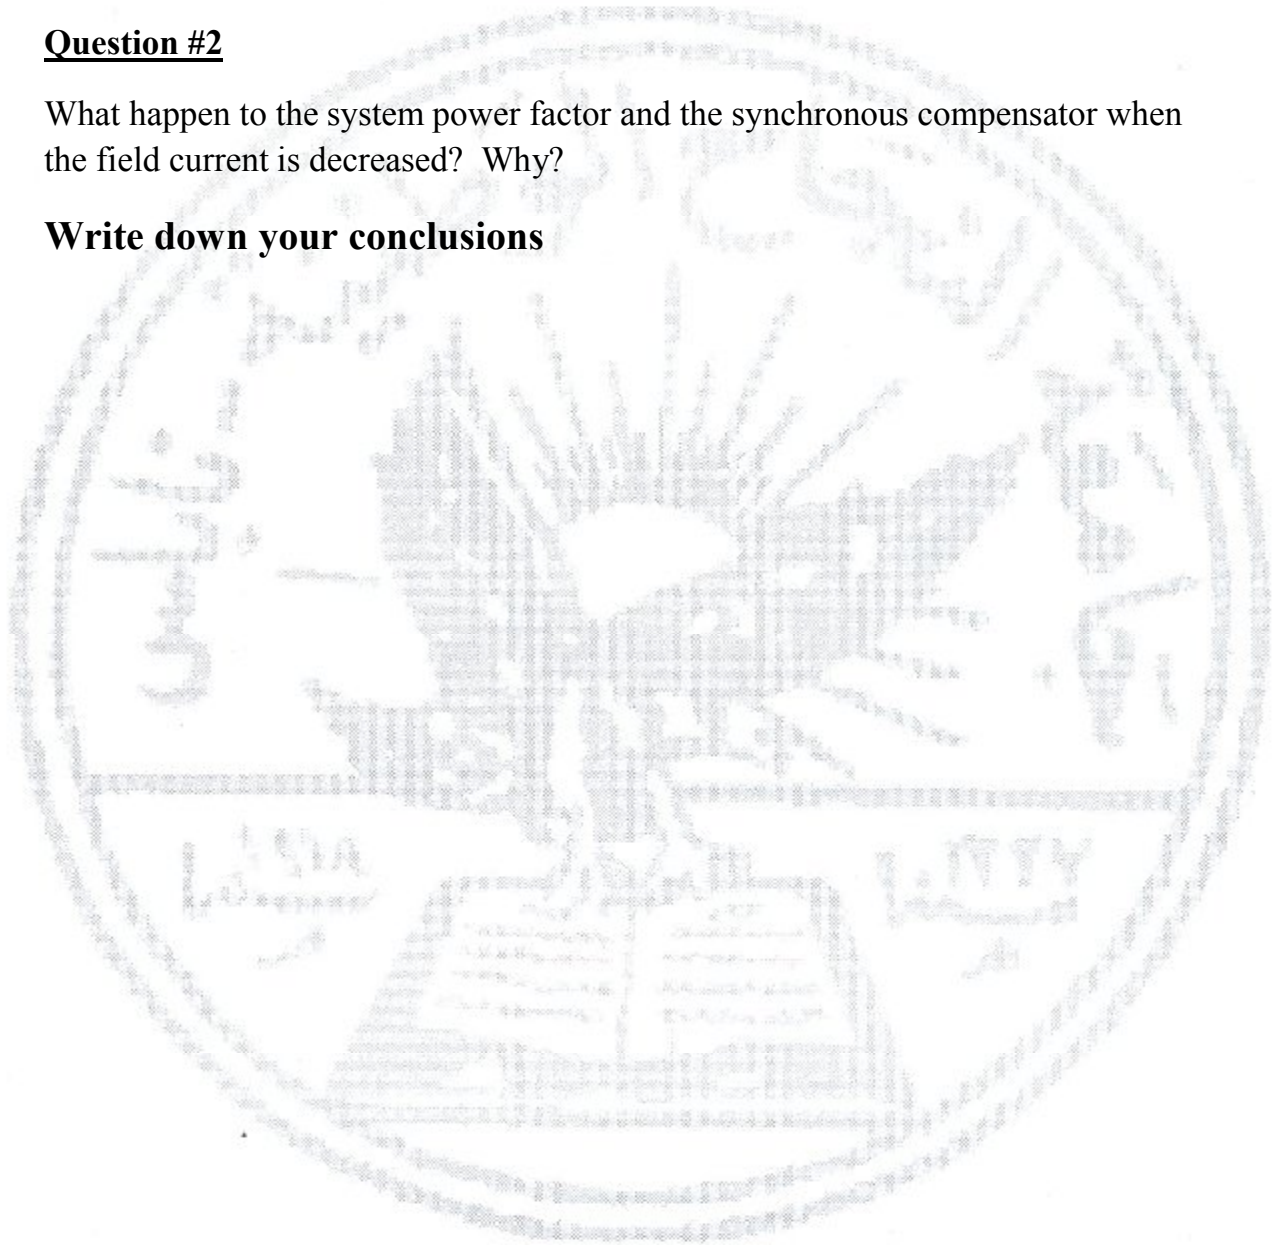 Question #2
What happen to the system power factor and the synchronous compensator when
the field current is decreased?  Why?
Write down your conclusions